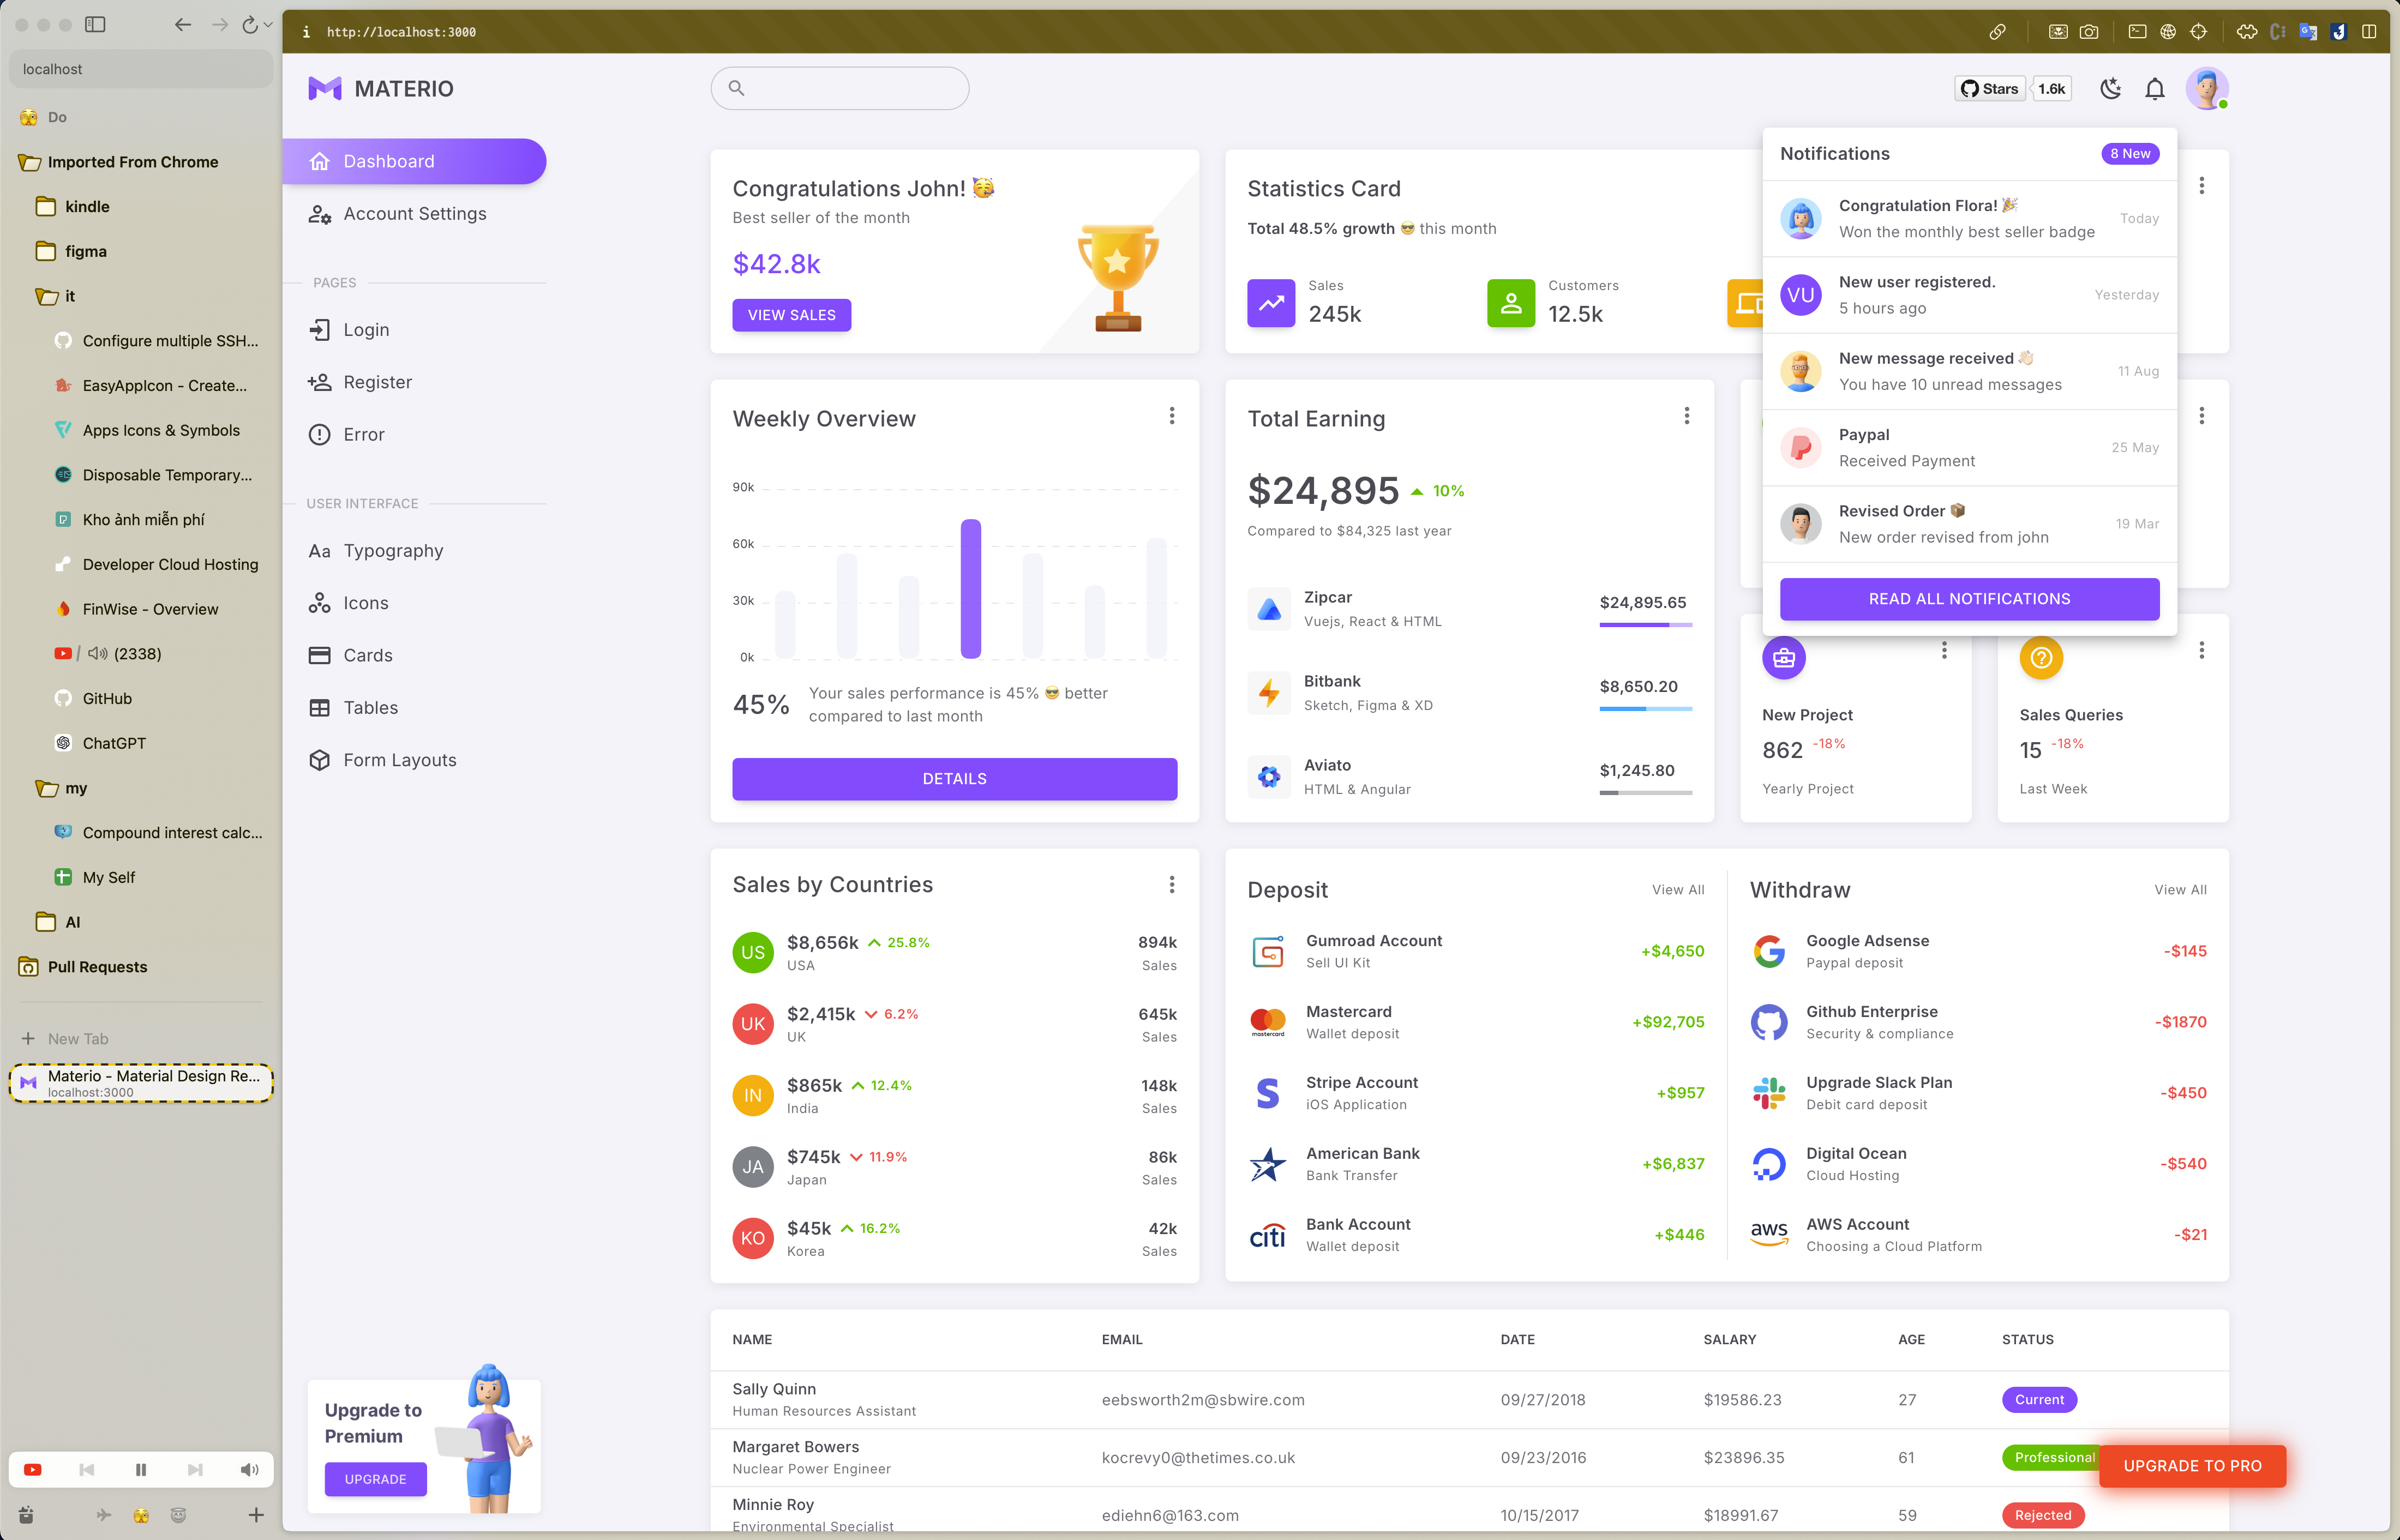 http://localhost:3000
localhost
Do
Imported From Chrome
kindle
figma
it
Configure multiple SSH...
EasyAppIcon - Create...
Apps Icons & Symbols
Disposable Temporary...
Kho ảnh miễn phí
Developer Cloud Hosting
FinWise - Overview
/ (2338)
GitHub
ChatGPT
my
Compound interest calc...
My Self
AI
Pull Requests
New Tab
Materio - Material Design Re...
localhost:3000
MATERIO
Dashboard
Account Settings
PAGES
Login
Register
Error
USER INTERFACE
Aa Typography
Icons
Cards
Tables
Form Layouts
Upgrade to
Premium
UPGRADE
Stars 1.6k
Congratulations John! 🥳
Best seller of the month
$42.8k
VIEW SALES
Statistics Card
Total 48.5% growth 😎 this month
Sales
245k
Customers
12.5k
Notifications
8 New
Congratulation Flora! 🎉
Won the monthly best seller badge
Today
VU
New user registered.
5 hours ago
Yesterday
New message received 👋🏻
You have 10 unread messages
11 Aug
Paypal
Received Payment
25 May
Revised Order 📦
New order revised from john
19 Mar
READ ALL NOTIFICATIONS
Weekly Overview
90k
60k
30k
0k
45%
Your sales performance is 45% 😎 better
compared to last month
DETAILS
Total Earning
$24,895 10%
Compared to $84,325 last year
Zipcar
Vuejs, React & HTML
$24,895.65
Bitbank
Sketch, Figma & XD
$8,650.20
Aviato
HTML & Angular
$1,245.80
New Project
862 -18%
Yearly Project
Sales Queries
15 -18%
Last Week
Sales by Countries
US
$8,656k 25.8%
USA
894k
Sales
UK
$2,415k 6.2%
UK
645k
Sales
IN
$865k 12.4%
India
148k
Sales
JA
$745k 11.9%
Japan
86k
Sales
KO
$45k 16.2%
Korea
42k
Sales
Deposit
View All
Gumroad Account
Sell UI Kit
+$4,650
mastercard
Mastercard
Wallet deposit
+$92,705
Stripe Account
iOS Application
+$957
American Bank
Bank Transfer
+$6,837
citi
Bank Account
Wallet deposit
+$446
Withdraw
View All
Google Adsense
Paypal deposit
-$145
Github Enterprise
Security & compliance
-$1870
Upgrade Slack Plan
Debit card deposit
-$450
Digital Ocean
Cloud Hosting
-$540
aws
AWS Account
Choosing a Cloud Platform
-$21
NAME EMAIL DATE SALARY AGE STATUS
Sally Quinn
Human Resources Assistant
eebsworth2m@sbwire.com 09/27/2018 $19586.23 27 Current
Margaret Bowers
Nuclear Power Engineer
kocrevy0@thetimes.co.uk 09/23/2016 $23896.35 61 Professional
Minnie Roy
Environmental Specialist
ediehn6@163.com 10/15/2017 $18991.67 59 Rejected
UPGRADE TO PRO